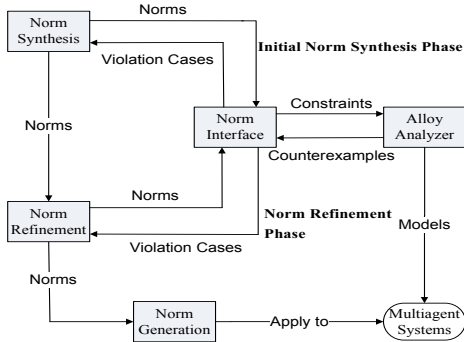 Norms
Norm
Synthesis
Initial Norm Synthesis Phase
Violation Cases
Norms
Norm
Interface
Constraints
Alloy
Analyzer
Counterexamples
Norms
Norm
Refinement
Norm Refinement
Phase
Violation Cases
Models
Norms
Norm
Generation
Apply to
Multiagent
Systems